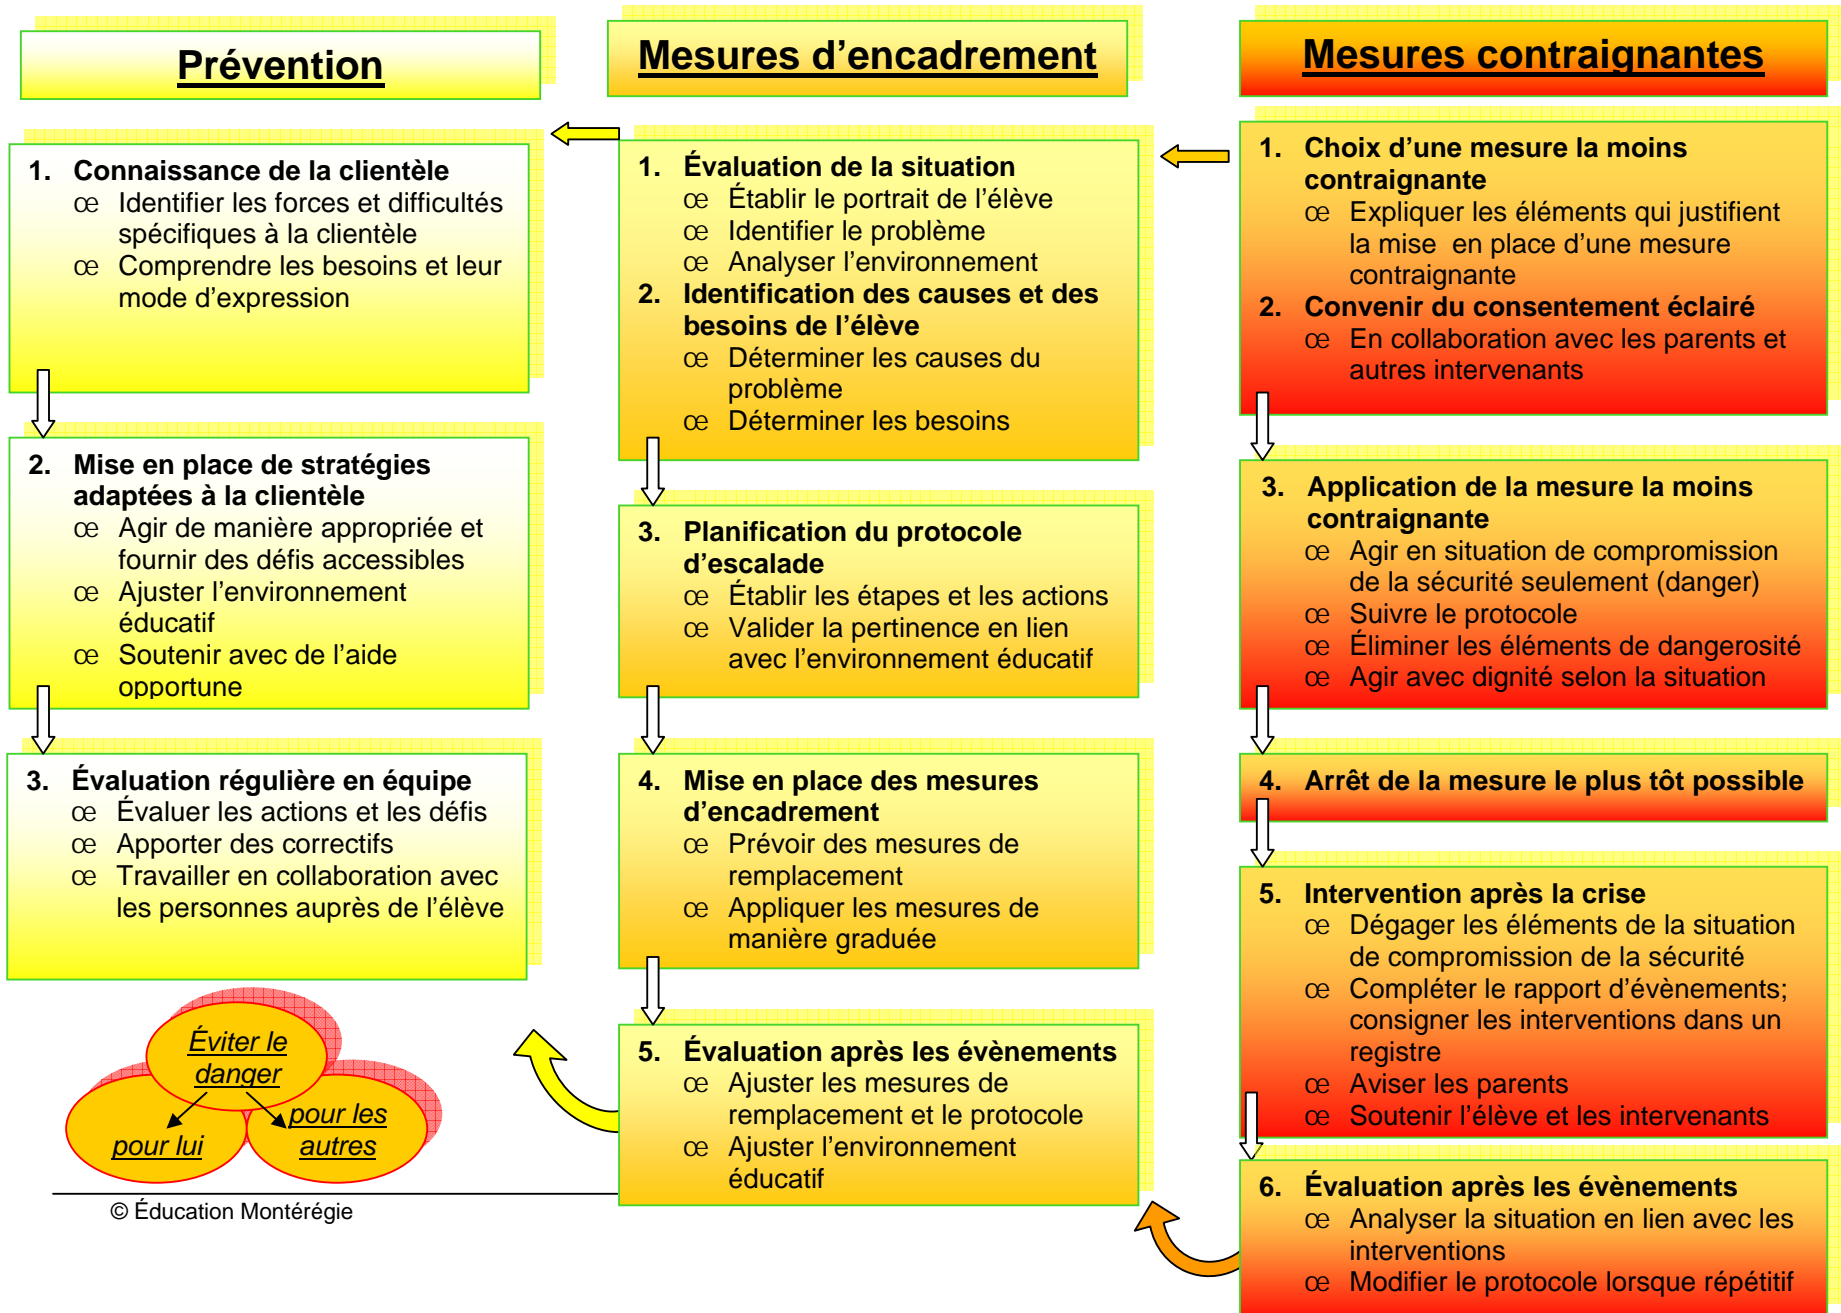 Prévention
1. Connaissance de la clientèle
œ Identifier les forces et difficultés
spécifiques à la clientèle
œ Comprendre les besoins et leur
mode d'expression
2. Mise en place de stratégies
adaptées à la clientèle
œ Agir de manière appropriée et
fournir des défis accessibles
œ Ajuster l'environnement
éducatif
œ Soutenir avec de l'aide
opportune
3. Évaluation régulière en équipe
œ Évaluer les actions et les défis
œ Apporter des correctifs
œ Travailler en collaboration avec
les personnes auprès de l'élève
Éviter le
danger
pour lui
pour les
autres
© Éducation Montérégie
Mesures d'encadrement
1. Évaluation de la situation
œ Établir le portrait de l'élève
œ Identifier le problème
œ Analyser l'environnement
2. Identification des causes et des
besoins de l'élève
œ Déterminer les causes du
problème
œ Déterminer les besoins
3. Planification du protocole
d'escalade
œ Établir les étapes et les actions
œ Valider la pertinence en lien
avec l'environnement éducatif
4. Mise en place des mesures
d'encadrement
œ Prévoir des mesures de
remplacement
œ Appliquer les mesures de
manière graduée
5. Évaluation après les évènements
œ Ajuster les mesures de
remplacement et le protocole
œ Ajuster l'environnement
éducatif
Mesures contraignantes
1. Choix d'une mesure la moins
contraignante
œ Expliquer les éléments qui justifient
la mise en place d'une mesure
contraignante
2. Convenir du consentement éclairé
œ En collaboration avec les parents et
autres intervenants
3. Application de la mesure la moins
contraignante
œ Agir en situation de compromission
de la sécurité seulement (danger)
œ Suivre le protocole
œ Éliminer les éléments de dangerosité
œ Agir avec dignité selon la situation
4. Arrêt de la mesure le plus tôt possible
5. Intervention après la crise
œ Dégager les éléments de la situation
de compromission de la sécurité
œ Compléter le rapport d'évènements;
consigner les interventions dans un
registre
œ Aviser les parents
œ Soutenir l'élève et les intervenants
6. Évaluation après les évènements
œ Analyser la situation en lien avec les
interventions
œ Modifier le protocole lorsque répétitif